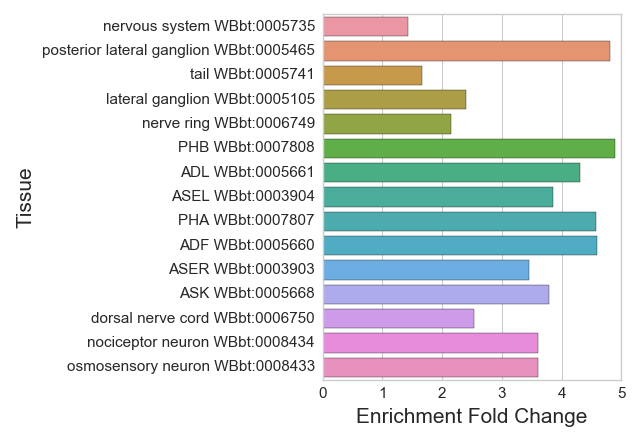 nervous system WBbt:0005735
posterior lateral ganglion WBbt:0005465
tail WBbt:0005741
lateral ganglion WBbt:0005105
nerve ring WBbt:0006749
PHB WBbt:0007808
ADL WBbt:0005661
ASEL WBbt:0003904
PHA WBbt:0007807
ADF WBbt:0005660
ASER WBbt:0003903
ASK WBbt:0005668
dorsal nerve cord WBbt:0006750
nociceptor neuron WBbt:0008434
osmosensory neuron WBbt:0008433
Tissue
0 1 2 3 4 5
Enrichment Fold Change